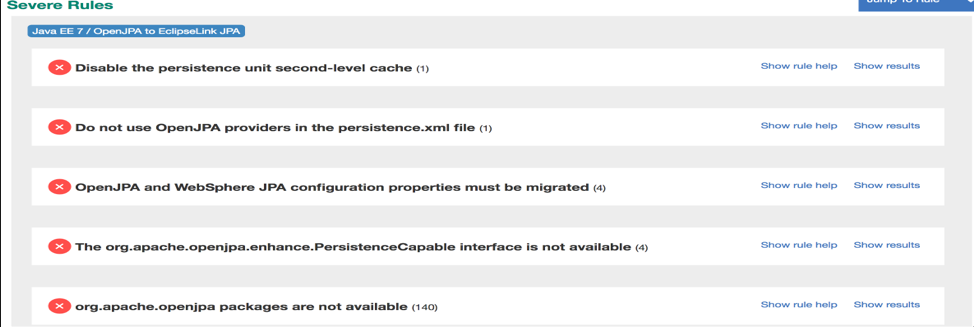 Severe Rules
Jump To Rule
Java EE 7 / OpenJPA to EclipseLink JPA
Disable the persistence unit second-level cache (1) Show rule help Show results
Do not use OpenJPA providers in the persistence.xml file (1) Show rule help Show results
OpenJPA and WebSphere JPA configuration properties must be migrated (4) Show rule help Show results
The org.apache.openjpa.enhance.PersistenceCapable interface is not available (4) Show rule help Show results
org.apache.openjpa packages are not available (140) Show rule help Show results